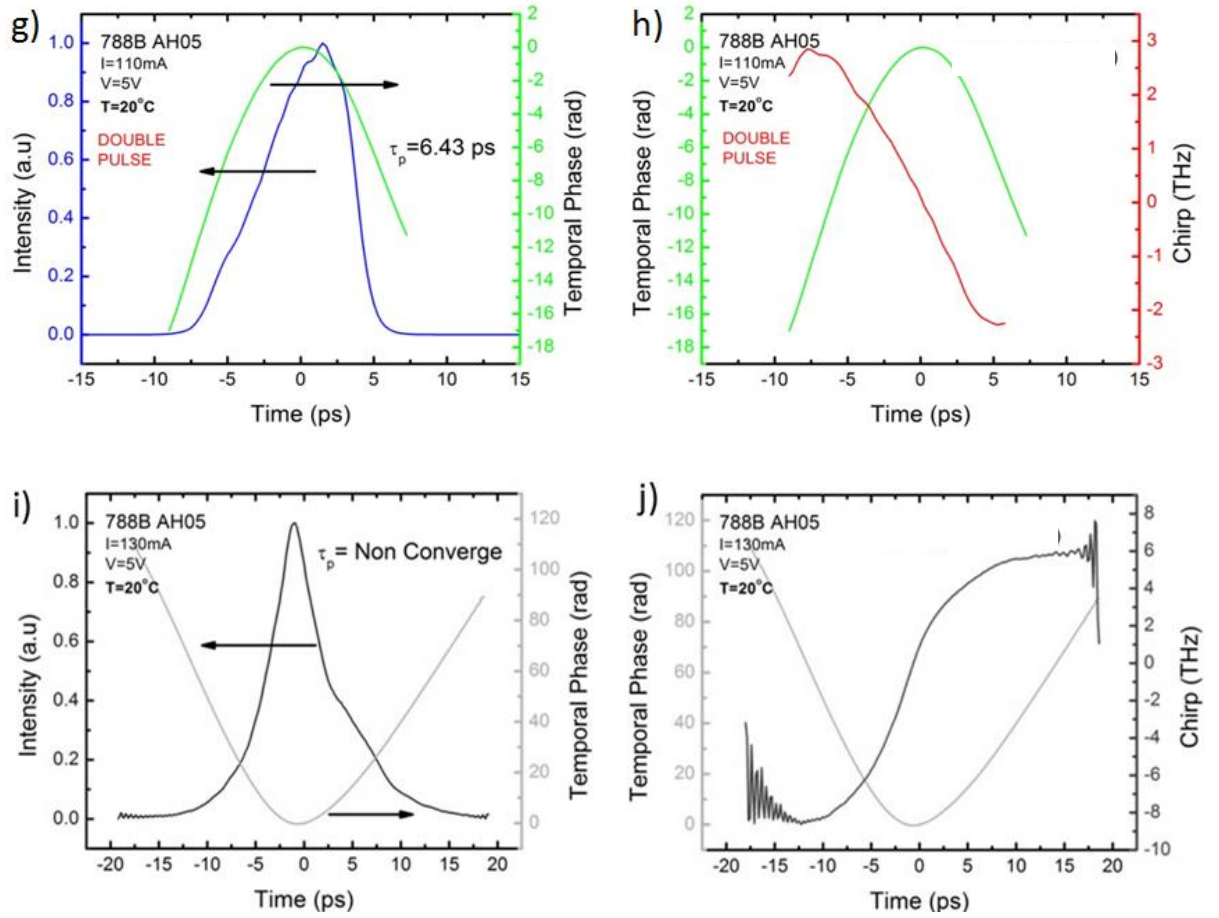 g)
788B AH05
I=110mA
V=5V
T=20°C
DOUBLE
PULSE
τp=6.43 ps
Intensity (a.u)
1.0
0.8
0.6
0.4
0.2
0.0
Temporal Phase (rad)
2
0
-2
-4
-6
-8
-10
-12
-14
-16
-18
-15 -10 -5 0 5 10 15
Time (ps)
h)
788B AH05
I=110mA
V=5V
T=20°C
DOUBLE
PULSE
)
Temporal Phase (rad)
2
0
-2
-4
-6
-8
-10
-12
-14
-16
-18
Chirp (THz)
3
2
1
0
-1
-2
-3
-15 -10 -5 0 5 10 15
Time (ps)
i)
788B AH05
I=130mA
V=5V
T=20°C
τp= Non Converge
Intensity (a.u)
1.0
0.8
0.6
0.4
0.2
0.0
Temporal Phase (rad)
120
100
80
60
40
20
0
-20 -15 -10 -5 0 5 10 15 20
Time (ps)
j)
788B AH05
I=130mA
V=5V
T=20°C
)
Temporal Phase (rad)
120
100
80
60
40
20
0
Chirp (THz)
8
6
4
2
0
-2
-4
-6
-8
-10
-20 -15 -10 -5 0 5 10 15 20
Time (ps)